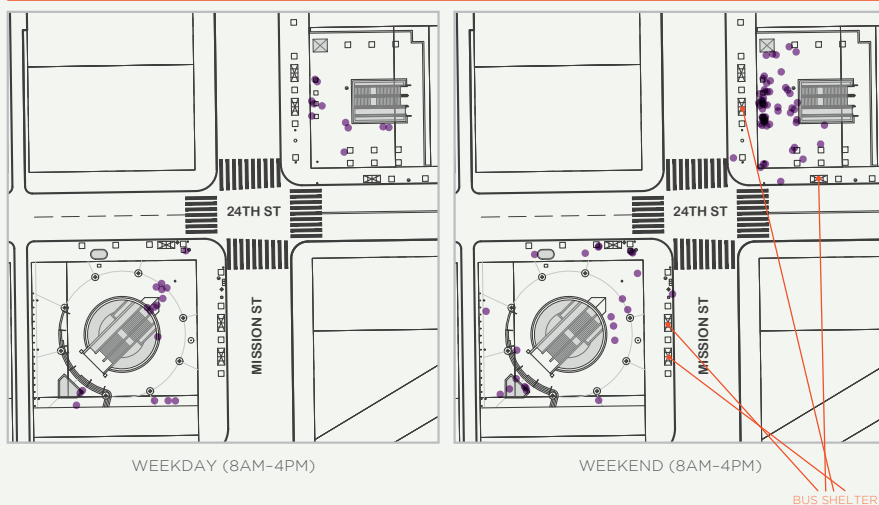 24TH ST
MISSION ST
24TH ST
MISSION ST
WEEKDAY (8AM–4PM)
WEEKEND (8AM–4PM)
BUS SHELTER